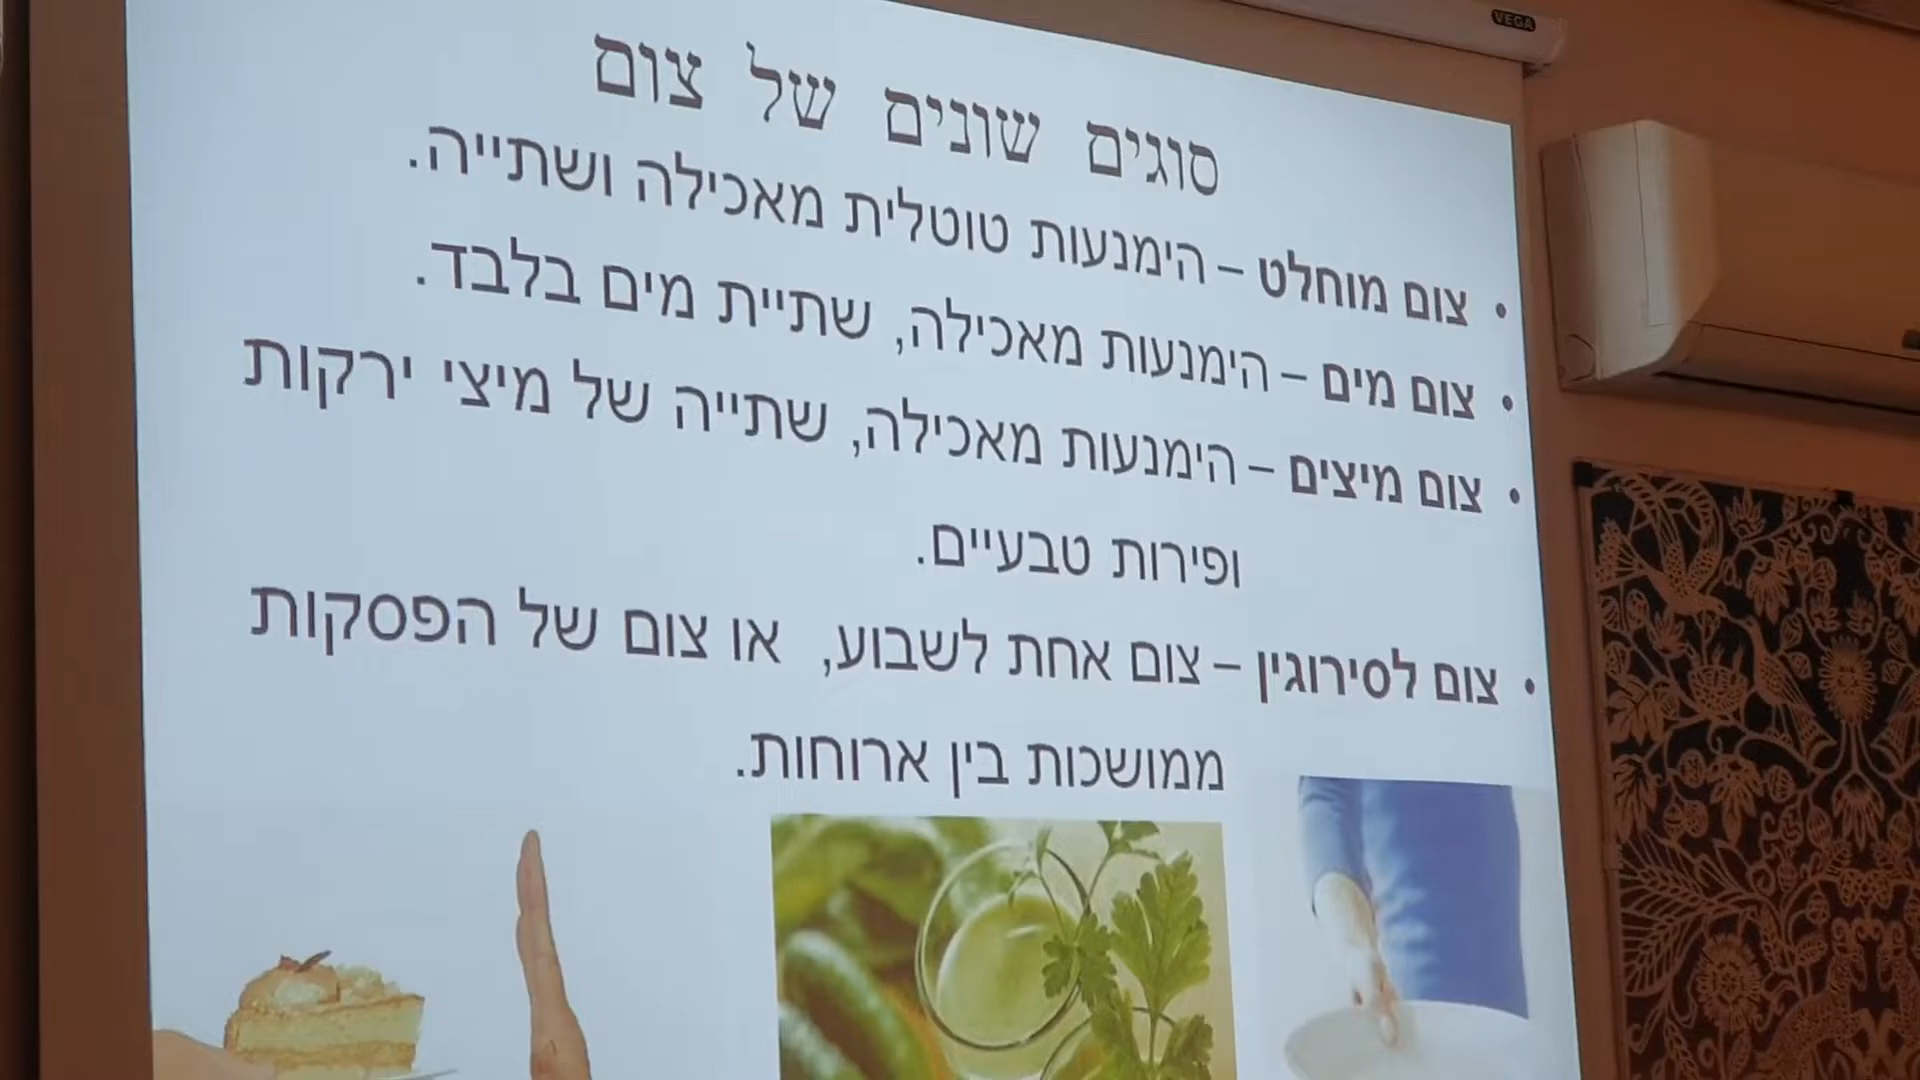 VEGA
סוגים שונים של צום
• צום מוחלט – הימנעות טוטלית מאכילה ושתייה.
• צום מים – הימנעות מאכילה, שתיית מים בלבד.
• צום מיצים – הימנעות מאכילה, שתייה של מיצי ירקות
ופירות טבעיים.
• צום לסירוגין – צום אחת לשבוע, או צום של הפסקות
ממושכות בין ארוחות.